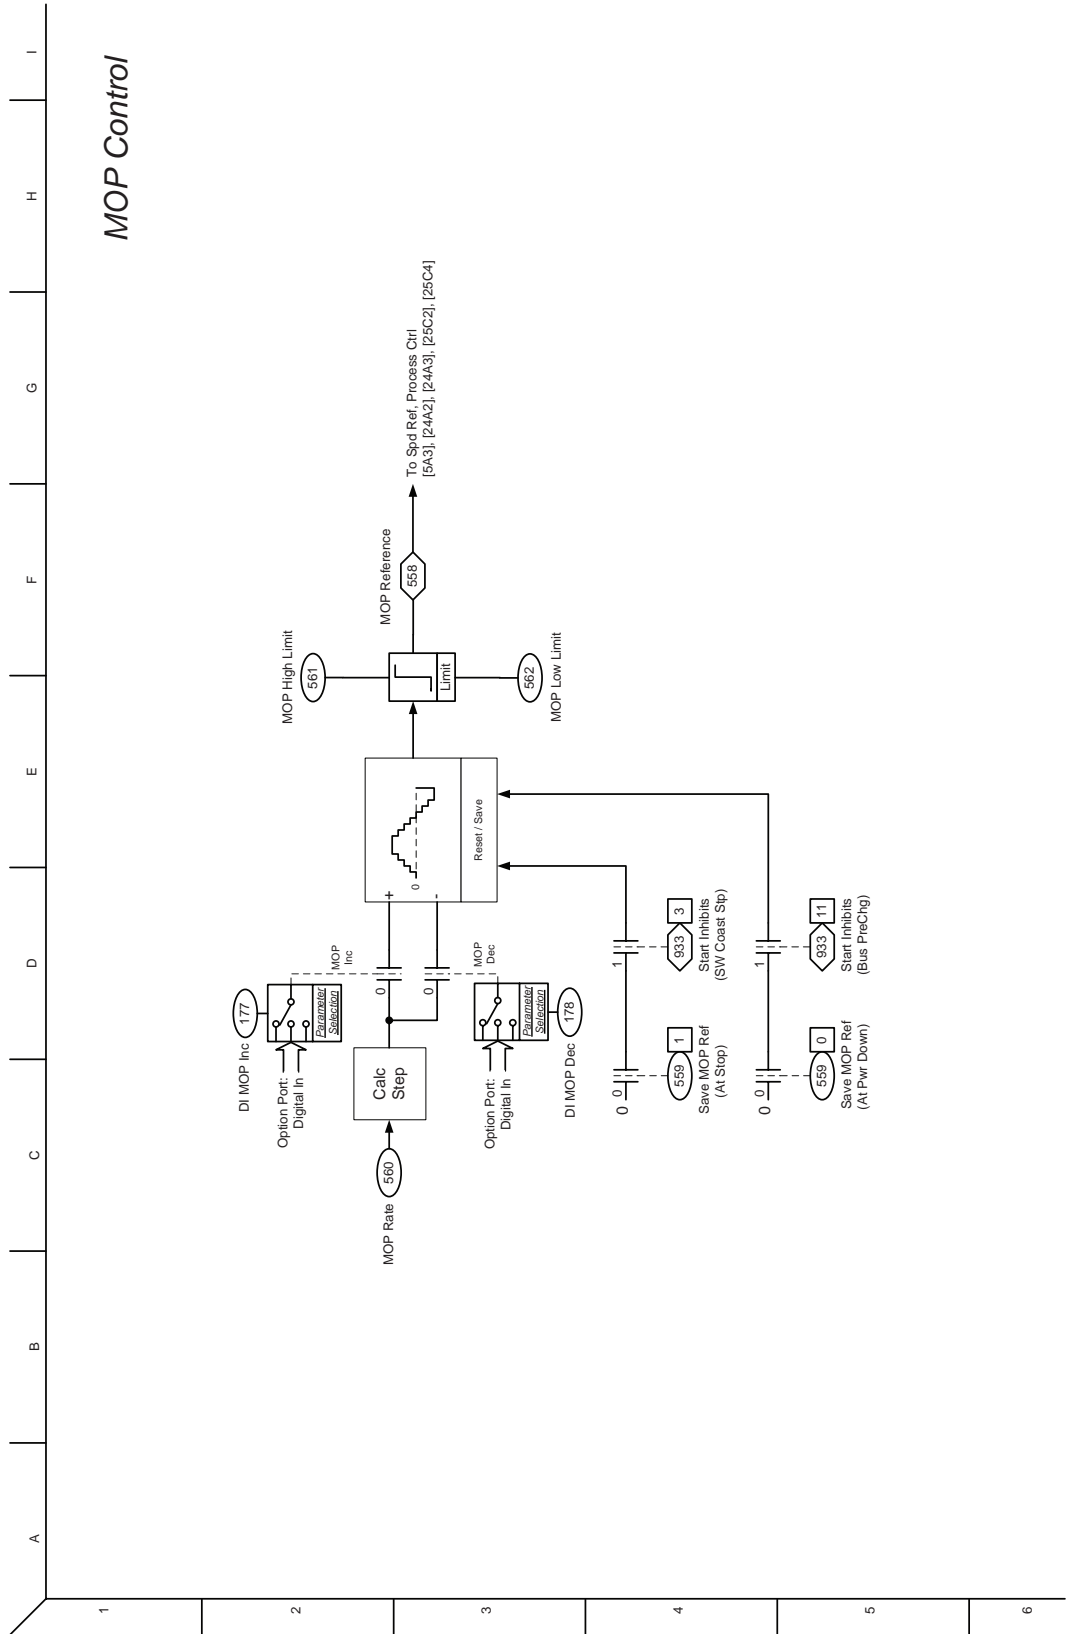 A
B
C
D
E
F
G
H
I
MOP Control
1
2
3
4
5
6
DI MOP Inc
177
Option Port:
Digital In
Parameter
Selection
MOP
Inc
MOP Rate
560
Calc
Step
0
0
+
-
0
Reset / Save
MOP High Limit
561
Limit
562
MOP Low Limit
MOP Reference
558
To Spd Ref, Process Ctrl
[5A3], [24A2], [24A3], [25C2], [25C4]
MOP
Dec
Option Port:
Digital In
Parameter
Selection
178
DI MOP Dec
0
0
1
559
1
Save MOP Ref
(At Stop)
933
3
Start Inhibits
(SW Coast Stp)
0
0
1
559
0
Save MOP Ref
(At Pwr Down)
933
11
Start Inhibits
(Bus PreChg)